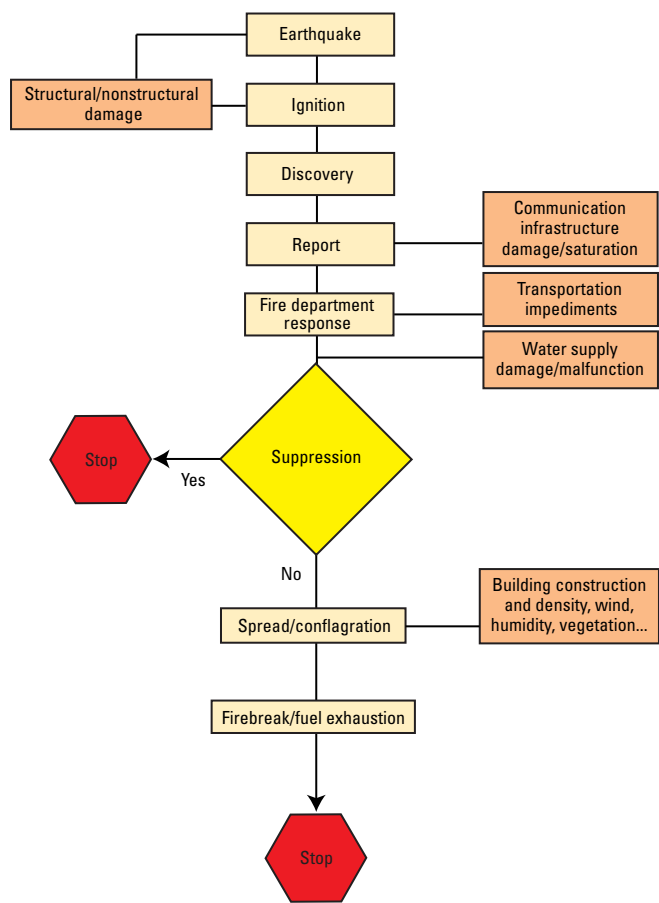 Earthquake
Structural/nonstructural
damage
Ignition
Discovery
Report
Communication
infrastructure
damage/saturation
Fire department
response
Transportation
impediments
Water supply
damage/malfunction
Suppression
Stop
Yes
No
Spread/conflagration
Building construction
and density, wind,
humidity, vegetation...
Firebreak/fuel exhaustion
Stop